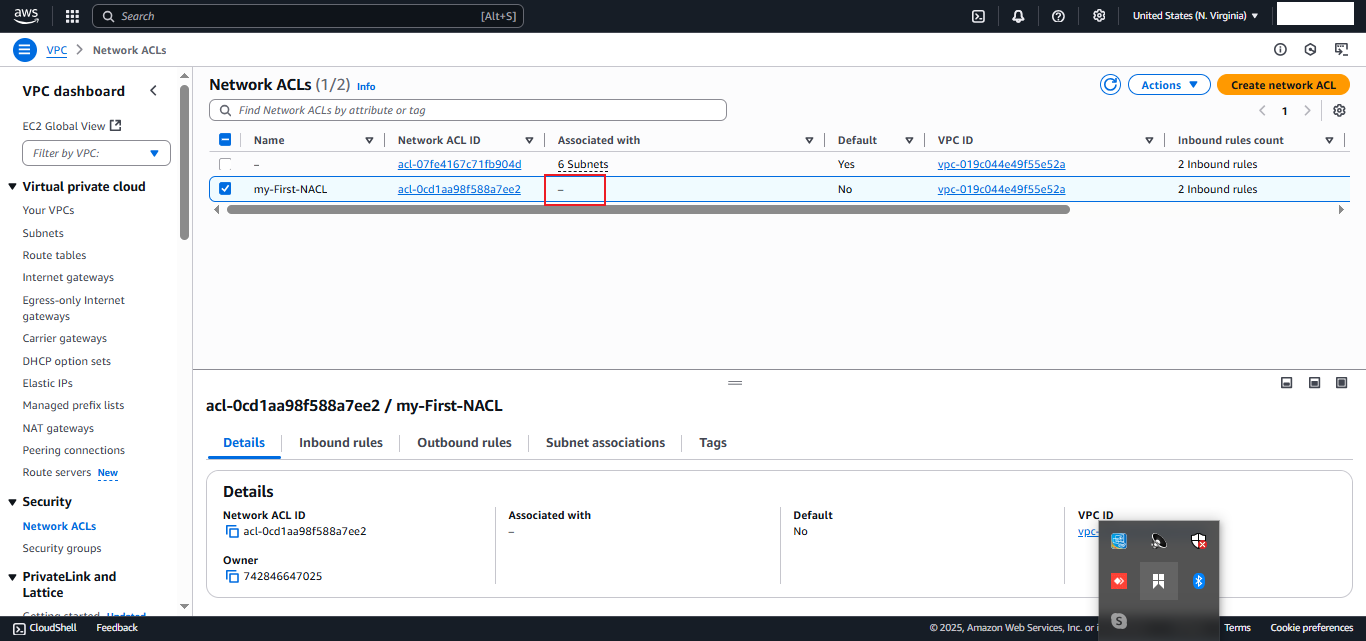 aws
Search [Alt+S]
United States (N. Virginia)
VPC > Network ACLs
VPC dashboard
EC2 Global View
Filter by VPC:
Virtual private cloud
Your VPCs
Subnets
Route tables
Internet gateways
Egress-only Internet
gateways
Carrier gateways
DHCP option sets
Elastic IPs
Managed prefix lists
NAT gateways
Peering connections
Route servers New
Security
Network ACLs
Security groups
PrivateLink and
Lattice
Getting started Updated
Network ACLs (1/2) Info
Actions
Create network ACL
Find Network ACLs by attribute or tag
1
Name Network ACL ID Associated with Default VPC ID Inbound rules count
– acl-07fe4167c71fb904d 6 Subnets Yes vpc-019c044e49f55e52a 2 Inbound rules
my-First-NACL acl-0cd1aa98f588a7ee2 – No vpc-019c044e49f55e52a 2 Inbound rules
acl-0cd1aa98f588a7ee2 / my-First-NACL
Details Inbound rules Outbound rules Subnet associations Tags
Details
Network ACL ID
acl-0cd1aa98f588a7ee2
Associated with
–
Default
No
VPC ID
vpc-
Owner
742846647025
CloudShell Feedback © 2025, Amazon Web Services, Inc. or Terms Cookie preferences